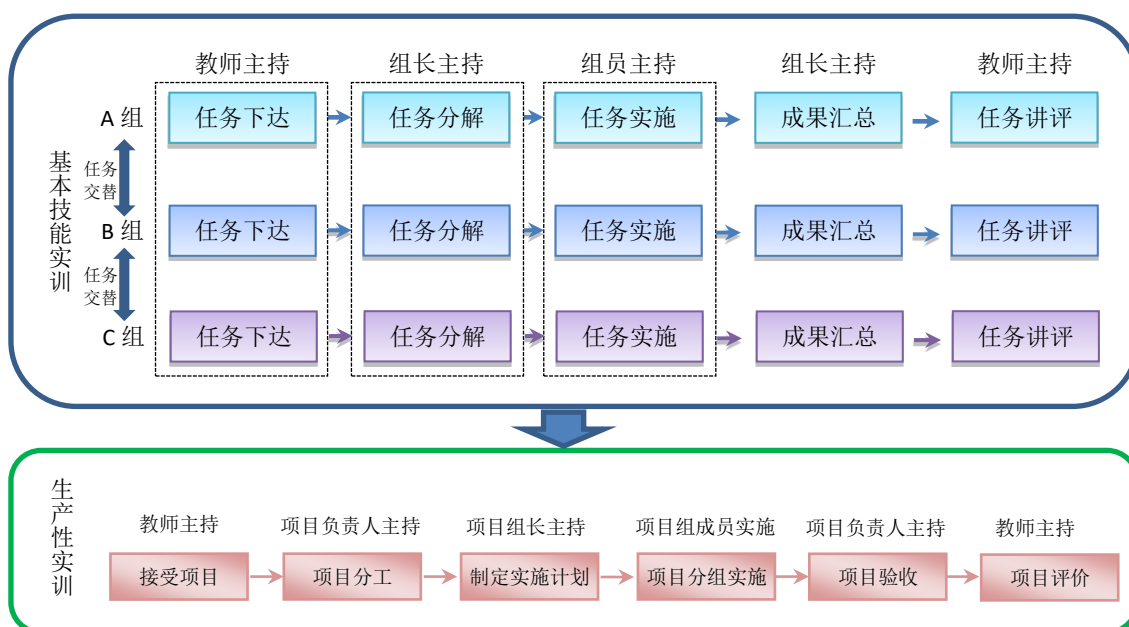 教师主持 组长主持 组员主持 组长主持 教师主持
A 组 任务下达 任务分解 任务实施 成果汇总 任务讲评
任务
交替
基本技能实训
B 组 任务下达 任务分解 任务实施 成果汇总 任务讲评
任务
交替
C 组 任务下达 任务分解 任务实施 成果汇总 任务讲评
生产性实训
教师主持 项目负责人主持 项目组长主持 项目组成员实施 项目负责人主持 教师主持
接受项目 项目分工 制定实施计划 项目分组实施 项目验收 项目评价